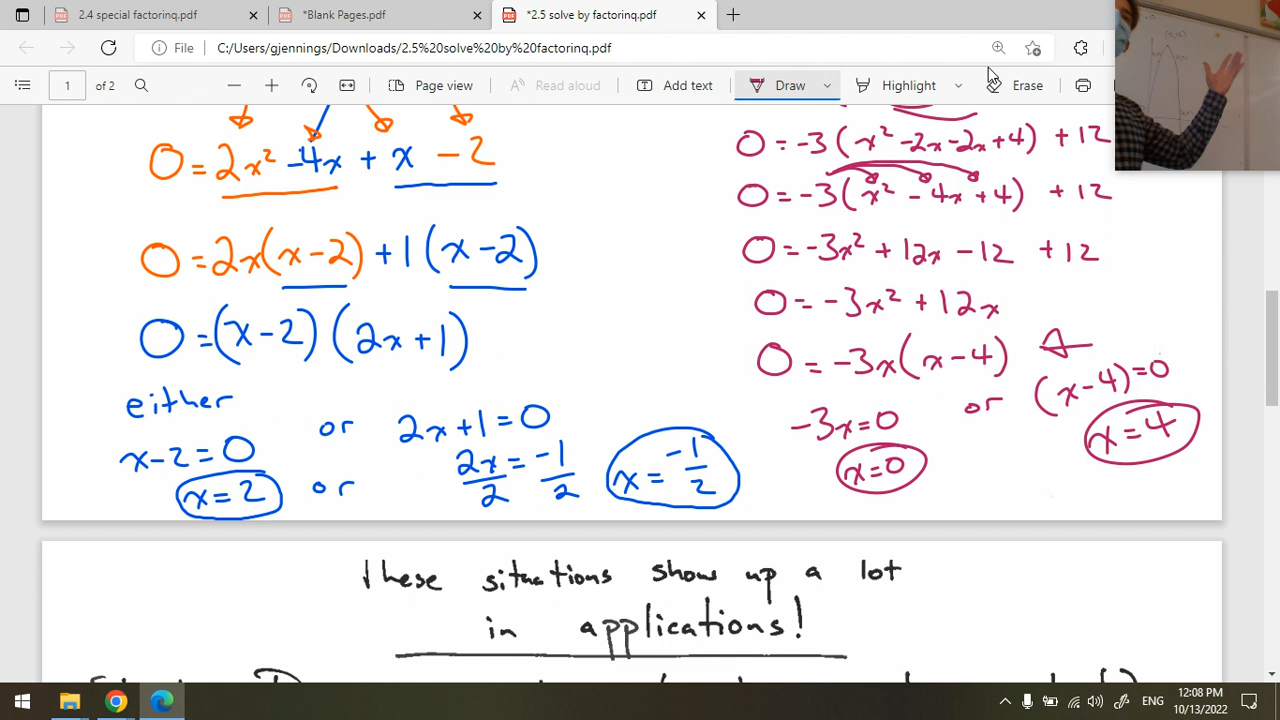 2.4 special factorinq.pdf
*Blank Pages.pdf
*2.5 solve by factorinq.pdf
File C:/Users/gjennings/Downloads/2.5%20solve%20by%20factorinq.pdf
1 of 2
Page view
Read aloud
Add text
Draw
Highlight
Erase
0 = 2x² -4x + x -2
0 = 2x(x-2) +1(x-2)
0 = (x-2) (2x+1)
either
x-2=0 or 2x+1=0
x=2 or 2x/2 = -1/2 x = -1/2
0 = -3(x² -2x -2x +4) +12
0 = -3(x² - 4x +4) +12
0 = -3x² + 12x -12 +12
0 = -3x² + 12x
0 = -3x(x-4)
-3x=0 or (x-4)=0
x=0 x=4
these situations show up a lot
in applications!
ENG
12:08 PM
10/13/2022